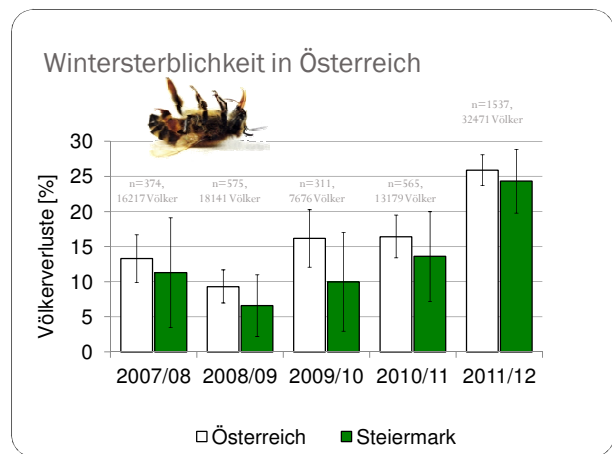 Wintersterblichkeit in Österreich
n=1537,
32471 Völker
n=374,
16217 Völker
n=575,
18141 Völker
n=311,
7676 Völker
n=565,
13179 Völker
Völkerverluste [%]
30
25
20
15
10
5
0
2007/08 2008/09 2009/10 2010/11 2011/12
Österreich Steiermark